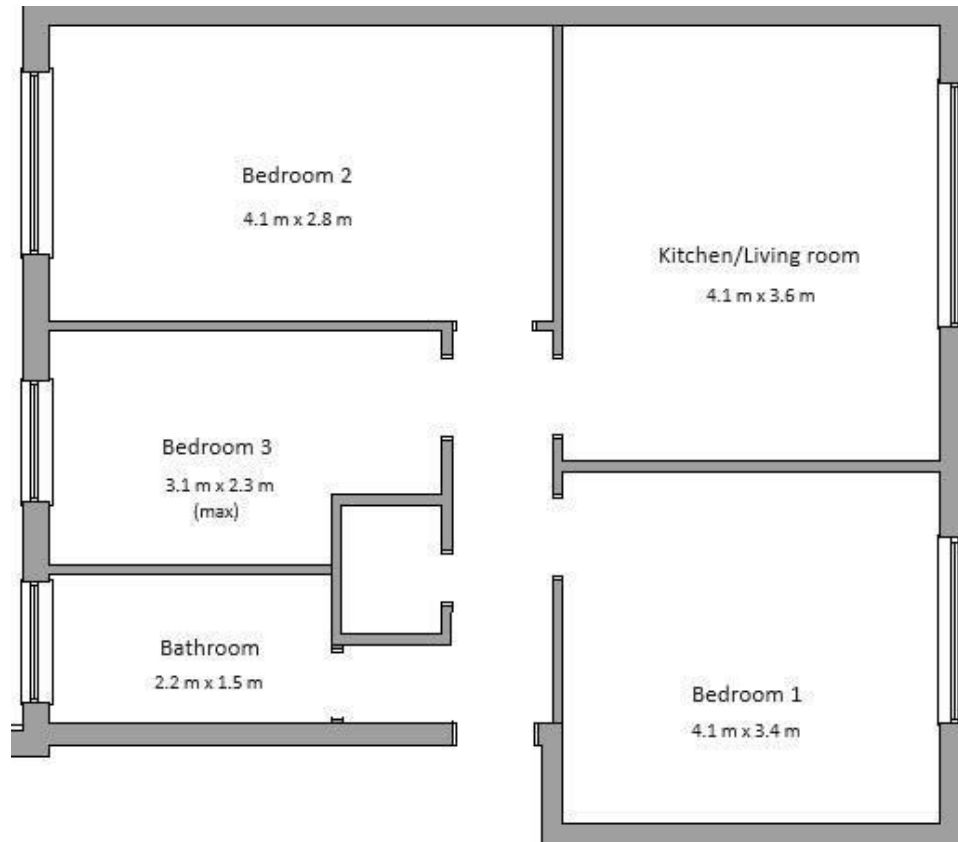 Bedroom 2
4.1 m x 2.8 m
Kitchen/Living room
4.1 m x 3.6 m
Bedroom 3
3.1 m x 2.3 m
(max)
Bathroom
2.2 m x 1.5 m
Bedroom 1
4.1 m x 3.4 m